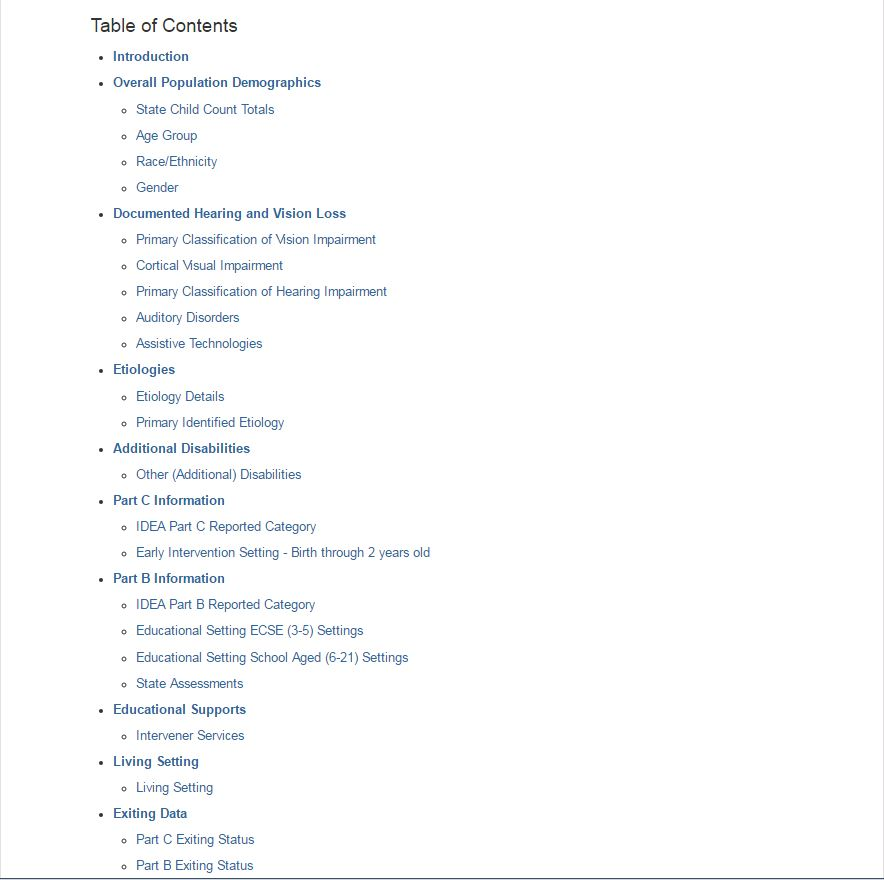 Table of Contents
Introduction
Overall Population Demographics
State Child Count Totals
Age Group
Race/Ethnicity
Gender
Documented Hearing and Vision Loss
Primary Classification of Vision Impairment
Cortical Visual Impairment
Primary Classification of Hearing Impairment
Auditory Disorders
Assistive Technologies
Etiologies
Etiology Details
Primary Identified Etiology
Additional Disabilities
Other (Additional) Disabilities
Part C Information
IDEA Part C Reported Category
Early Intervention Setting - Birth through 2 years old
Part B Information
IDEA Part B Reported Category
Educational Setting ECSE (3-5) Settings
Educational Setting School Aged (6-21) Settings
State Assessments
Educational Supports
Intervener Services
Living Setting
Living Setting
Exiting Data
Part C Exiting Status
Part B Exiting Status